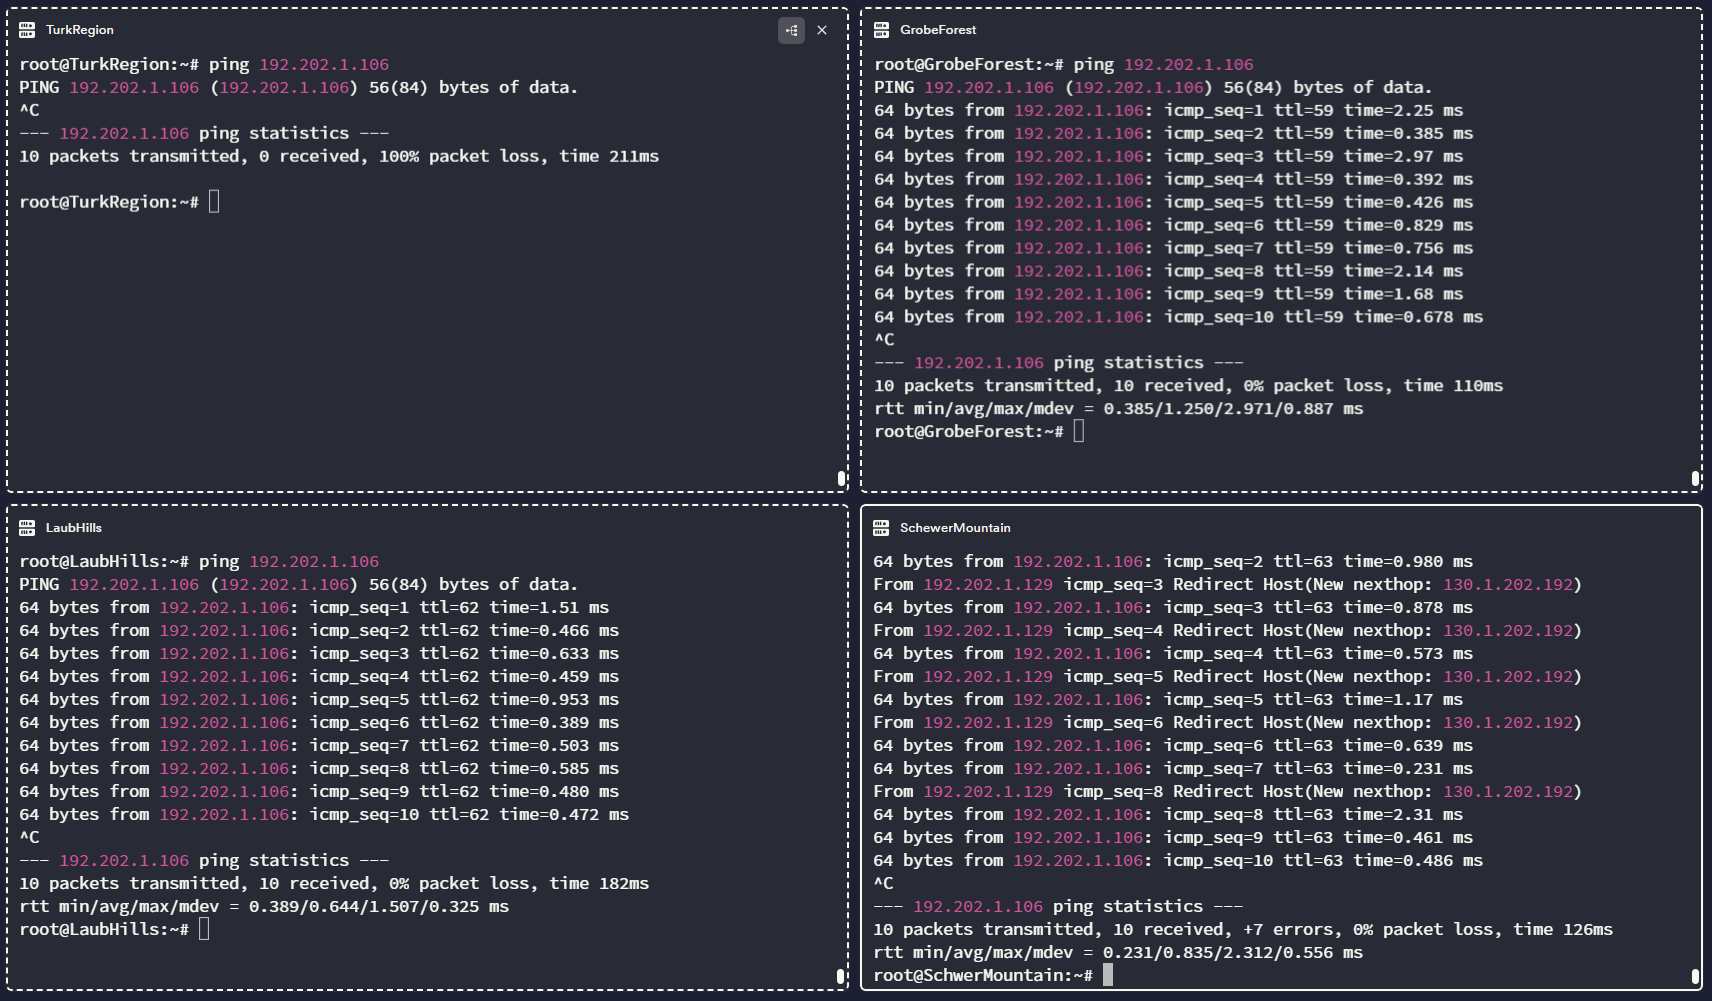 TurkRegion
root@TurkRegion:~# ping 192.202.1.106
PING 192.202.1.106 (192.202.1.106) 56(84) bytes of data.
^C
--- 192.202.1.106 ping statistics ---
10 packets transmitted, 0 received, 100% packet loss, time 211ms
root@TurkRegion:~#
GrobeForest
root@GrobeForest:~# ping 192.202.1.106
PING 192.202.1.106 (192.202.1.106) 56(84) bytes of data.
64 bytes from 192.202.1.106: icmp_seq=1 ttl=59 time=2.25 ms
64 bytes from 192.202.1.106: icmp_seq=2 ttl=59 time=0.385 ms
64 bytes from 192.202.1.106: icmp_seq=3 ttl=59 time=2.97 ms
64 bytes from 192.202.1.106: icmp_seq=4 ttl=59 time=0.392 ms
64 bytes from 192.202.1.106: icmp_seq=5 ttl=59 time=0.426 ms
64 bytes from 192.202.1.106: icmp_seq=6 ttl=59 time=0.829 ms
64 bytes from 192.202.1.106: icmp_seq=7 ttl=59 time=0.756 ms
64 bytes from 192.202.1.106: icmp_seq=8 ttl=59 time=2.14 ms
64 bytes from 192.202.1.106: icmp_seq=9 ttl=59 time=1.68 ms
64 bytes from 192.202.1.106: icmp_seq=10 ttl=59 time=0.678 ms
^C
--- 192.202.1.106 ping statistics ---
10 packets transmitted, 10 received, 0% packet loss, time 110ms
rtt min/avg/max/mdev = 0.385/1.250/2.971/0.887 ms
root@GrobeForest:~#
LaubHills
root@LaubHills:~# ping 192.202.1.106
PING 192.202.1.106 (192.202.1.106) 56(84) bytes of data.
64 bytes from 192.202.1.106: icmp_seq=1 ttl=62 time=1.51 ms
64 bytes from 192.202.1.106: icmp_seq=2 ttl=62 time=0.466 ms
64 bytes from 192.202.1.106: icmp_seq=3 ttl=62 time=0.633 ms
64 bytes from 192.202.1.106: icmp_seq=4 ttl=62 time=0.459 ms
64 bytes from 192.202.1.106: icmp_seq=5 ttl=62 time=0.953 ms
64 bytes from 192.202.1.106: icmp_seq=6 ttl=62 time=0.389 ms
64 bytes from 192.202.1.106: icmp_seq=7 ttl=62 time=0.503 ms
64 bytes from 192.202.1.106: icmp_seq=8 ttl=62 time=0.585 ms
64 bytes from 192.202.1.106: icmp_seq=9 ttl=62 time=0.480 ms
64 bytes from 192.202.1.106: icmp_seq=10 ttl=62 time=0.472 ms
^C
--- 192.202.1.106 ping statistics ---
10 packets transmitted, 10 received, 0% packet loss, time 182ms
rtt min/avg/max/mdev = 0.389/0.644/1.507/0.325 ms
root@LaubHills:~#
SchewerMountain
64 bytes from 192.202.1.106: icmp_seq=2 ttl=63 time=0.980 ms
From 192.202.1.129 icmp_seq=3 Redirect Host(New nexthop: 130.1.202.192)
64 bytes from 192.202.1.106: icmp_seq=3 ttl=63 time=0.878 ms
From 192.202.1.129 icmp_seq=4 Redirect Host(New nexthop: 130.1.202.192)
64 bytes from 192.202.1.106: icmp_seq=4 ttl=63 time=0.573 ms
From 192.202.1.129 icmp_seq=5 Redirect Host(New nexthop: 130.1.202.192)
64 bytes from 192.202.1.106: icmp_seq=5 ttl=63 time=1.17 ms
From 192.202.1.129 icmp_seq=6 Redirect Host(New nexthop: 130.1.202.192)
64 bytes from 192.202.1.106: icmp_seq=6 ttl=63 time=0.639 ms
64 bytes from 192.202.1.106: icmp_seq=7 ttl=63 time=0.231 ms
From 192.202.1.129 icmp_seq=8 Redirect Host(New nexthop: 130.1.202.192)
64 bytes from 192.202.1.106: icmp_seq=8 ttl=63 time=2.31 ms
64 bytes from 192.202.1.106: icmp_seq=9 ttl=63 time=0.461 ms
64 bytes from 192.202.1.106: icmp_seq=10 ttl=63 time=0.486 ms
^C
--- 192.202.1.106 ping statistics ---
10 packets transmitted, 10 received, +7 errors, 0% packet loss, time 126ms
rtt min/avg/max/mdev = 0.231/0.835/2.312/0.556 ms
root@SchwerMountain:~#